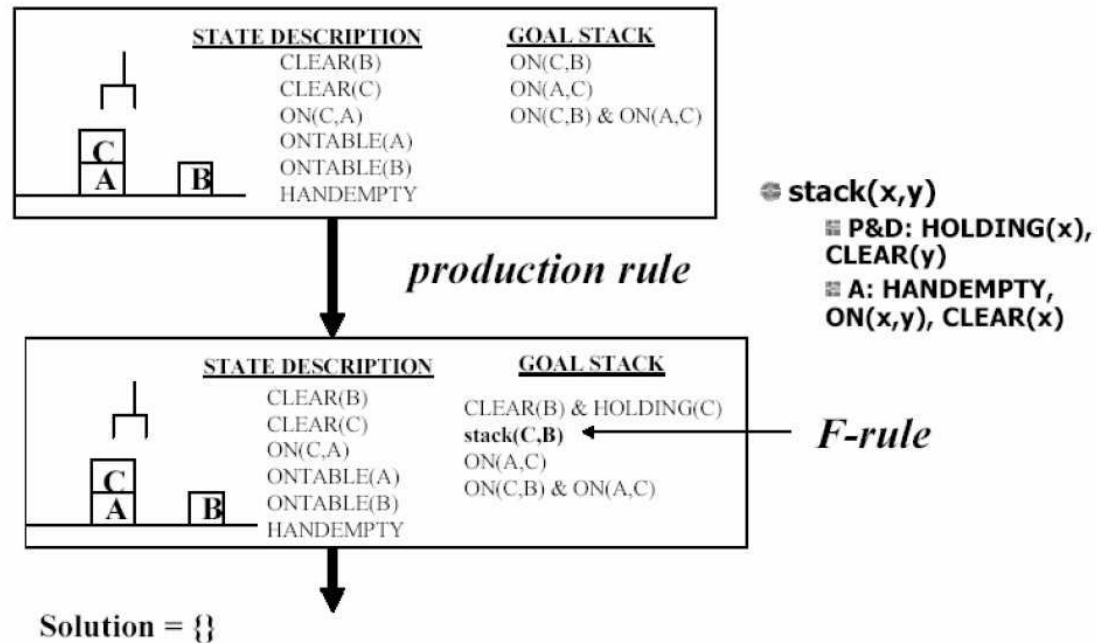 STATE DESCRIPTION
CLEAR(B)
CLEAR(C)
ON(C,A)
ONTABLE(A)
ONTABLE(B)
HANDEMPTY
GOAL STACK
ON(C,B)
ON(A,C)
ON(C,B) & ON(A,C)
C
A
B
stack(x,y)
P&D: HOLDING(x),
CLEAR(y)
A: HANDEMPTY,
ON(x,y), CLEAR(x)
production rule
STATE DESCRIPTION
CLEAR(B)
CLEAR(C)
ON(C,A)
ONTABLE(A)
ONTABLE(B)
HANDEMPTY
GOAL STACK
CLEAR(B) & HOLDING(C)
stack(C,B)
ON(A,C)
ON(C,B) & ON(A,C)
F-rule
C
A
B
Solution = {}